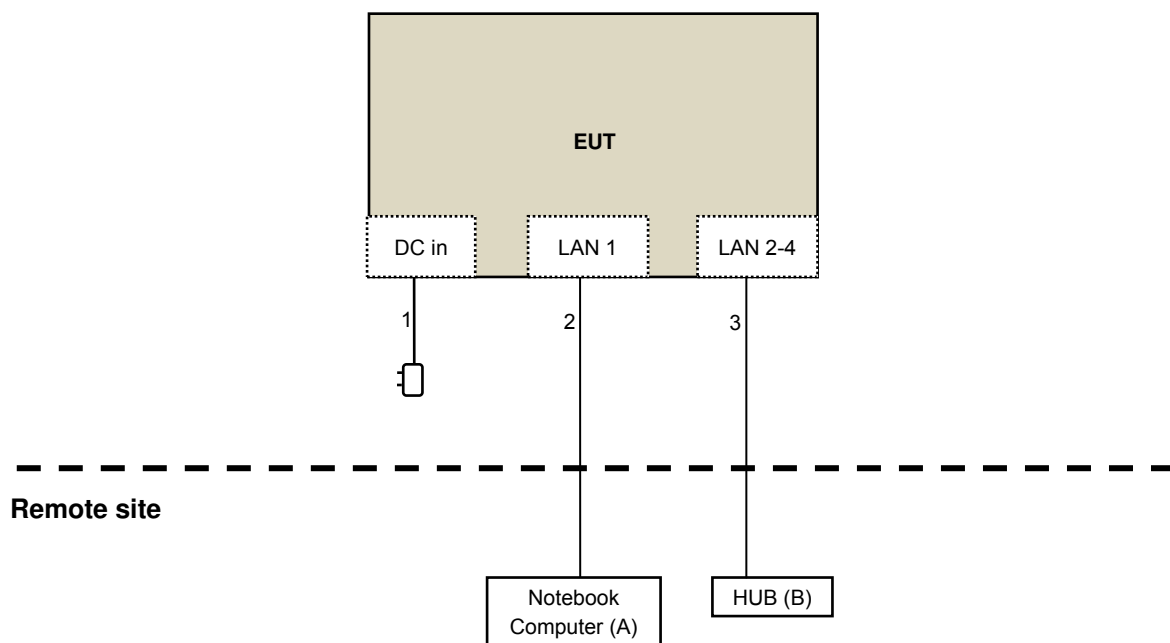 EUT
DC in
LAN 1
LAN 2-4
1
2
3
Remote site
Notebook
Computer (A)
HUB (B)